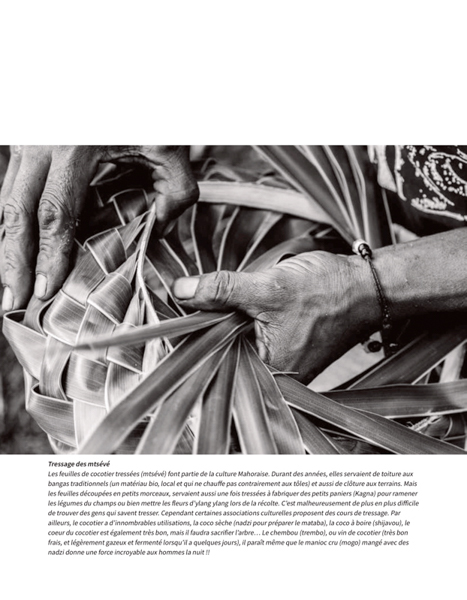 Tressage des mtsévé
Les feuilles de cocotier tressées (mtsévé) font partie de la culture Mahoraise. Durant des années, elles servaient de toiture aux
bangas traditionnels (un matériau bio, local et qui ne chauffe pas contrairement aux tôles) et aussi de clôture aux terrains. Mais
les feuilles découpées en petits morceaux, servaient aussi une fois tressées à fabriquer des petits paniers (Kagna) pour ramener
les légumes du champs ou bien mettre les fleurs d'ylang ylang lors de la récolte. C'est malheureusement de plus en plus difficile
de trouver des gens qui savent tresser. Cependant certaines associations culturelles proposent des cours de tressage. Par
ailleurs, le cocotier a d'innombrables utilisations, la coco sèche (nadzi pour préparer le mataba), la coco à boire (shijavou), le
coeur du cocotier est également très bon, mais il faudra sacrifier l'arbre… Le chembou (trembo), ou vin de cocotier (très bon
frais, et légèrement gazeux et fermenté lorsqu'il a quelques jours), il paraît même que le manioc cru (mogo) mangé avec des
nadzi donne une force incroyable aux hommes la nuit !!